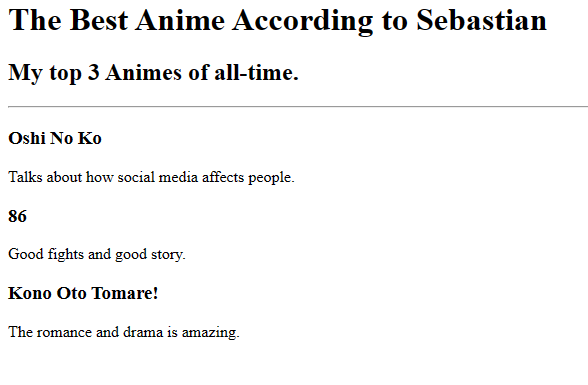 The Best Anime According to Sebastian
My top 3 Animes of all-time.
Oshi No Ko
Talks about how social media affects people.
86
Good fights and good story.
Kono Oto Tomare!
The romance and drama is amazing.